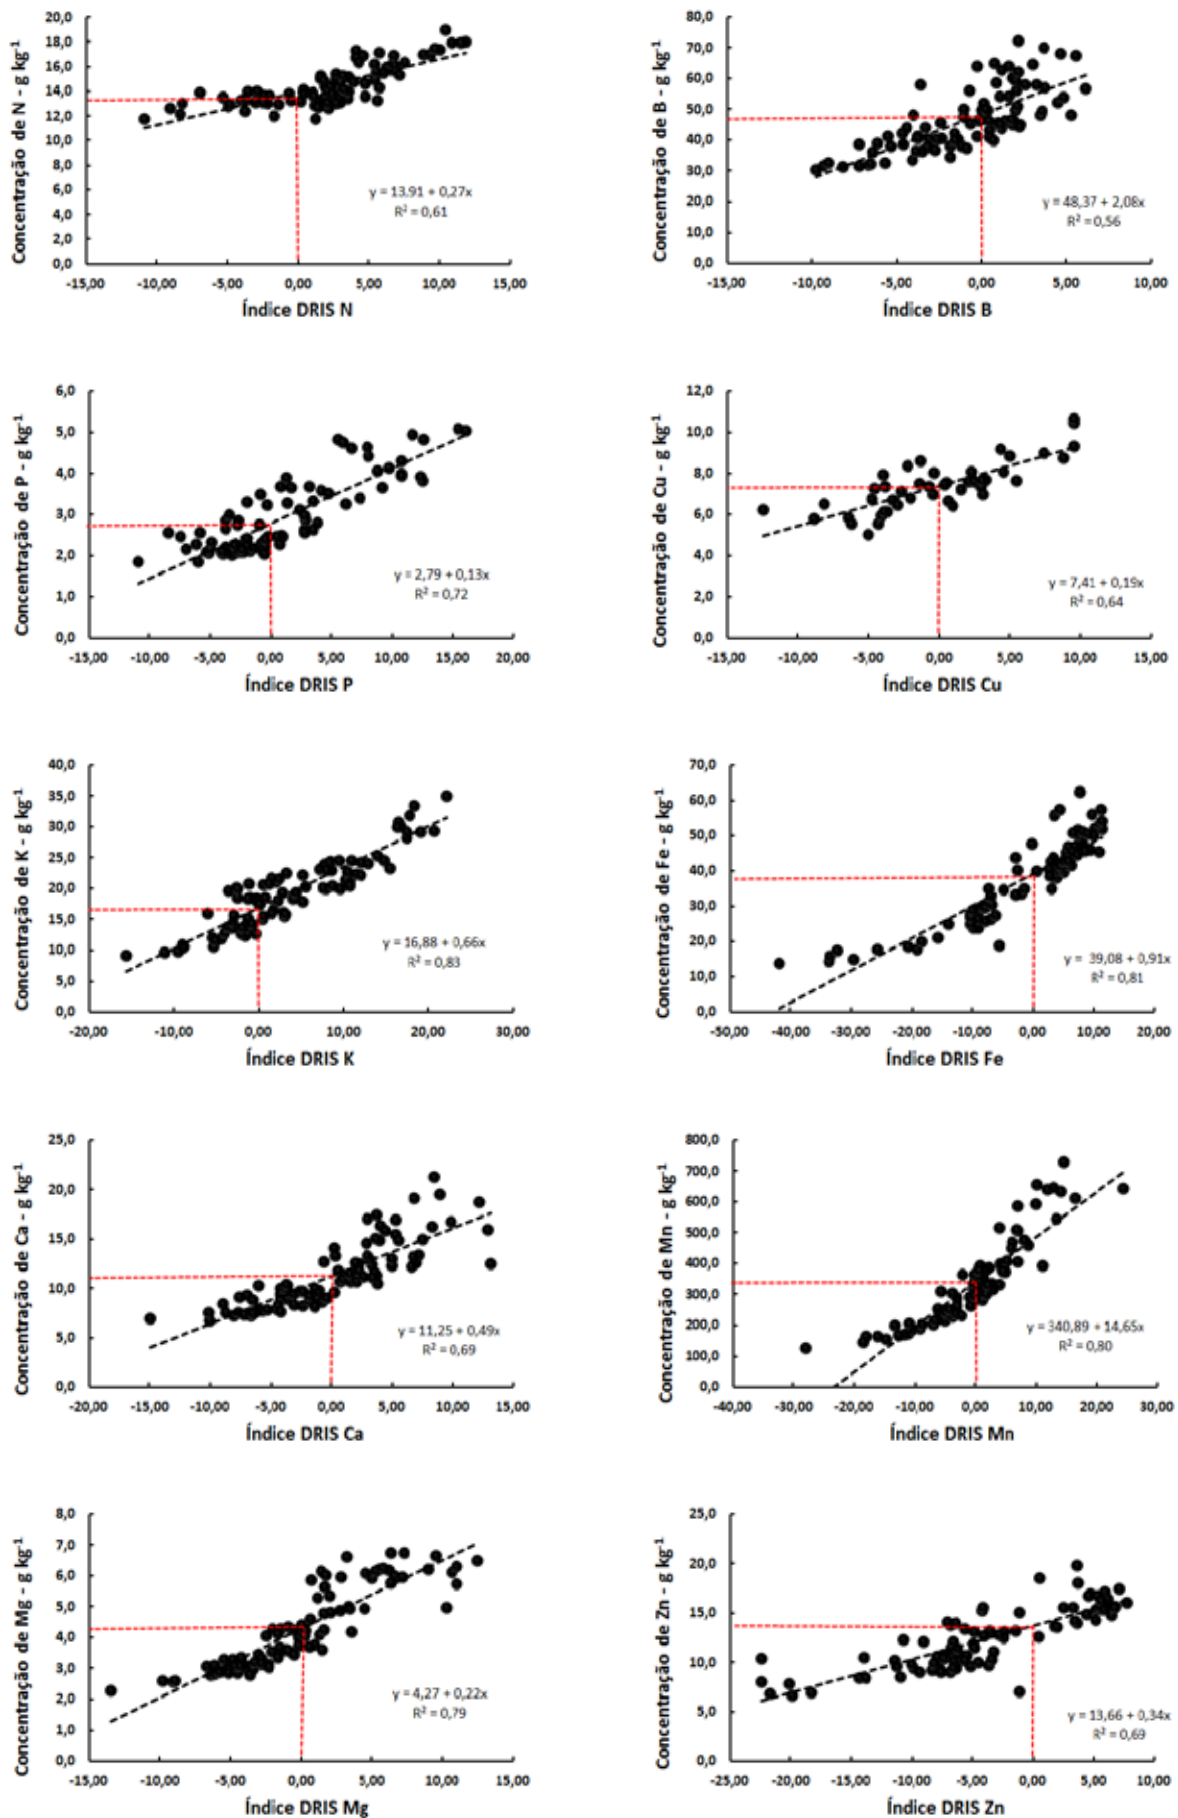 Concentração de N - g kg-1
20,0
18,0
16,0
14,0
12,0
10,0
8,0
6,0
4,0
2,0
0,0
y = 13,91 + 0,27x
R² = 0,61
-15,00 -10,00 -5,00 0,00 5,00 10,00 15,00
Índice DRIS N
Concentração de B - g kg-1
80,0
70,0
60,0
50,0
40,0
30,0
20,0
10,0
0,0
y = 48,37 + 2,08x
R² = 0,56
-15,00 -10,00 -5,00 0,00 5,00 10,00
Índice DRIS B
Concentração de P - g kg-1
6,0
5,0
4,0
3,0
2,0
1,0
0,0
y = 2,79 + 0,13x
R² = 0,72
-15,00 -10,00 -5,00 0,00 5,00 10,00 15,00 20,00
Índice DRIS P
Concentração de Cu - g kg-1
12,0
10,0
8,0
6,0
4,0
2,0
0,0
y = 7,41 + 0,19x
R² = 0,64
-15,00 -10,00 -5,00 0,00 5,00 10,00 15,00
Índice DRIS Cu
Concentração de K - g kg-1
40,0
35,0
30,0
25,0
20,0
15,0
10,0
5,0
0,0
y = 16,88 + 0,66x
R² = 0,83
-20,00 -10,00 0,00 10,00 20,00 30,00
Índice DRIS K
Concentração de Fe - g kg-1
70,0
60,0
50,0
40,0
30,0
20,0
10,0
0,0
y = 39,08 + 0,91x
R² = 0,81
-50,00 -40,00 -30,00 -20,00 -10,00 0,00 10,00 20,00
Índice DRIS Fe
Concentração de Ca - g kg-1
25,0
20,0
15,0
10,0
5,0
0,0
y = 11,25 + 0,49x
R² = 0,69
-20,00 -15,00 -10,00 -5,00 0,00 5,00 10,00 15,00
Índice DRIS Ca
Concentração de Mn - g kg-1
800,0
700,0
600,0
500,0
400,0
300,0
200,0
100,0
0,0
y = 340,89 + 14,65x
R² = 0,80
-40,00 -30,00 -20,00 -10,00 0,00 10,00 20,00 30,00
Índice DRIS Mn
Concentração de Mg - g kg-1
8,0
7,0
6,0
5,0
4,0
3,0
2,0
1,0
0,0
y = 4,27 + 0,22x
R² = 0,79
-15,00 -10,00 -5,00 0,00 5,00 10,00 15,00
Índice DRIS Mg
Concentração de Zn - g kg-1
25,0
20,0
15,0
10,0
5,0
0,0
y = 13,66 + 0,34x
R² = 0,69
-25,00 -20,00 -15,00 -10,00 -5,00 0,00 5,00 10,00
Índice DRIS Zn